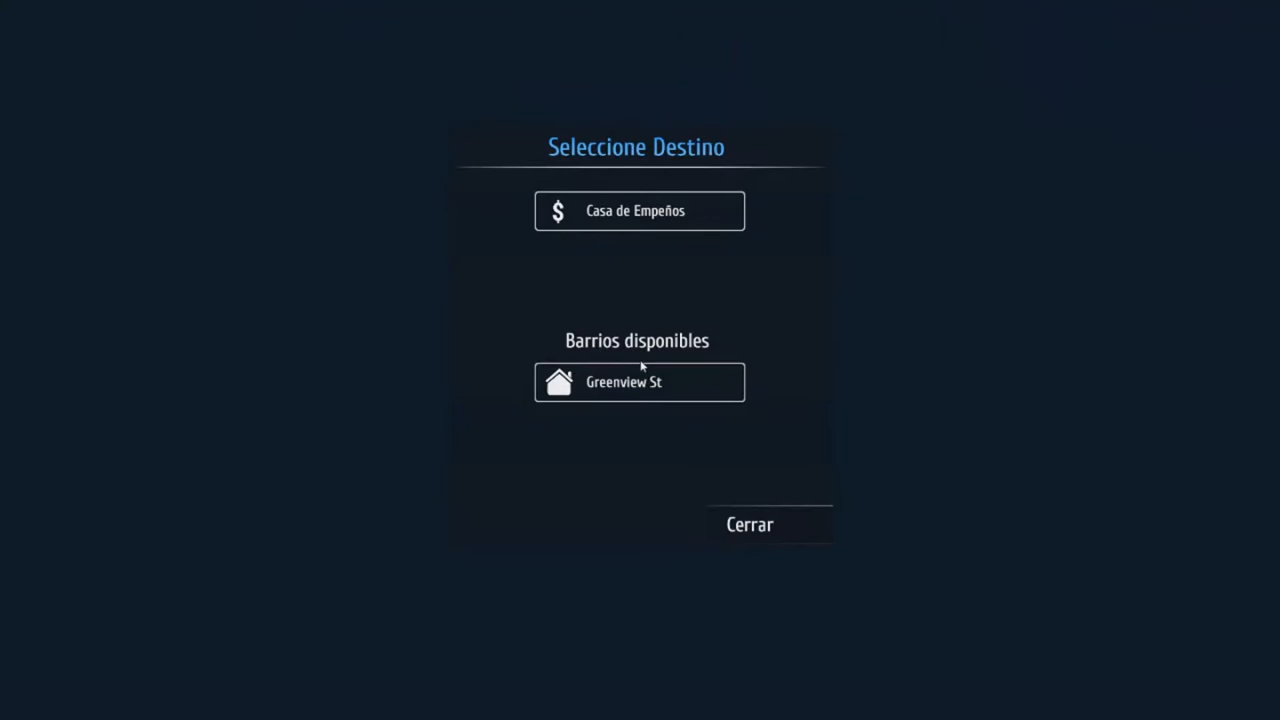 Seleccione Destino
$ Casa de Empeños
Barrios disponibles
Greenview St
Cerrar